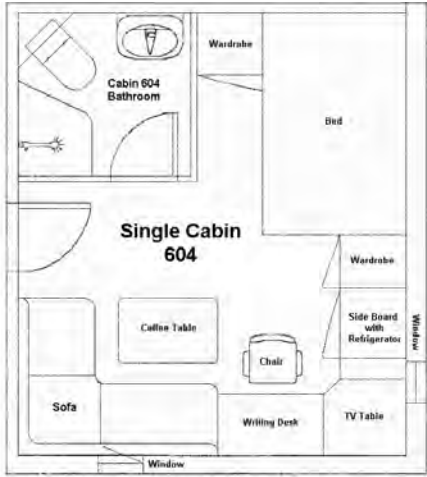 Wardrobe
Cabin 604
Bathroom
Bed
Single Cabin
604
Wardrobe
Side Board
with
Refrigerator
Window
Coffee Table
Chair
Sofa
Writing Desk
TV Table
Window